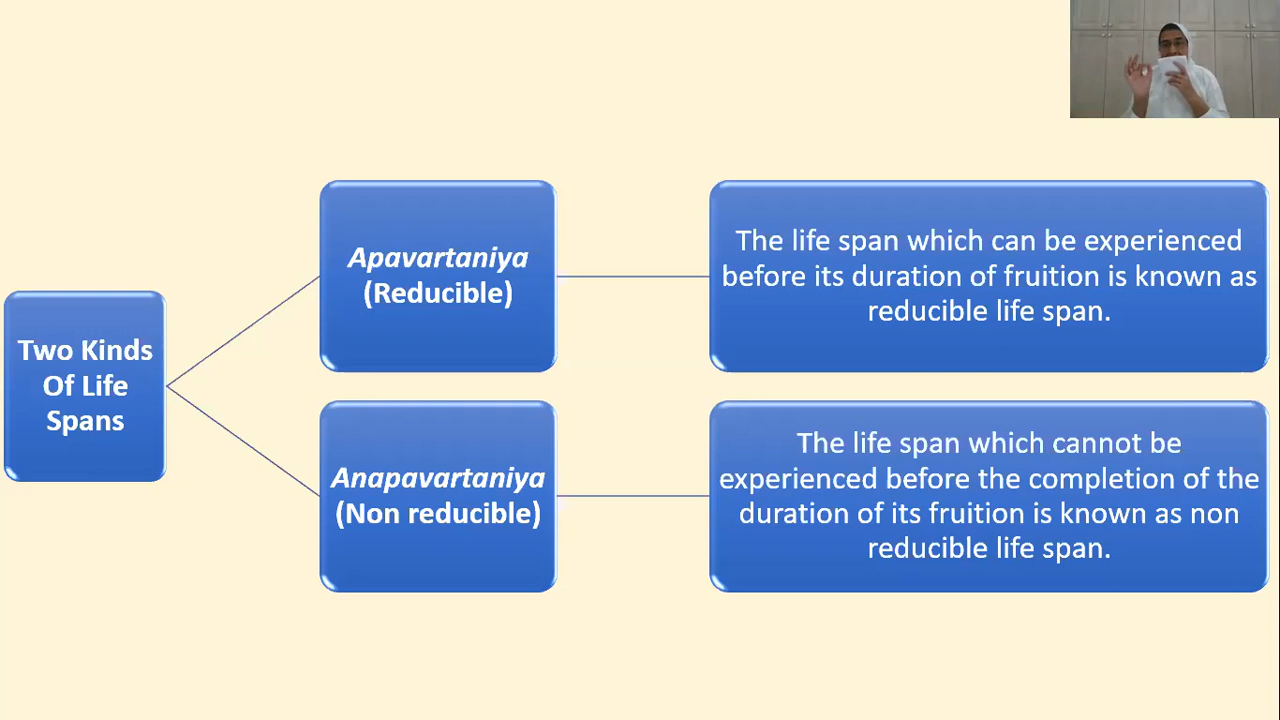 Two Kinds
Of Life
Spans
Apavartaniya
(Reducible)
The life span which can be experienced
before its duration of fruition is known as
reducible life span.
Anapavartaniya
(Non reducible)
The life span which cannot be
experienced before the completion of the
duration of its fruition is known as non
reducible life span.